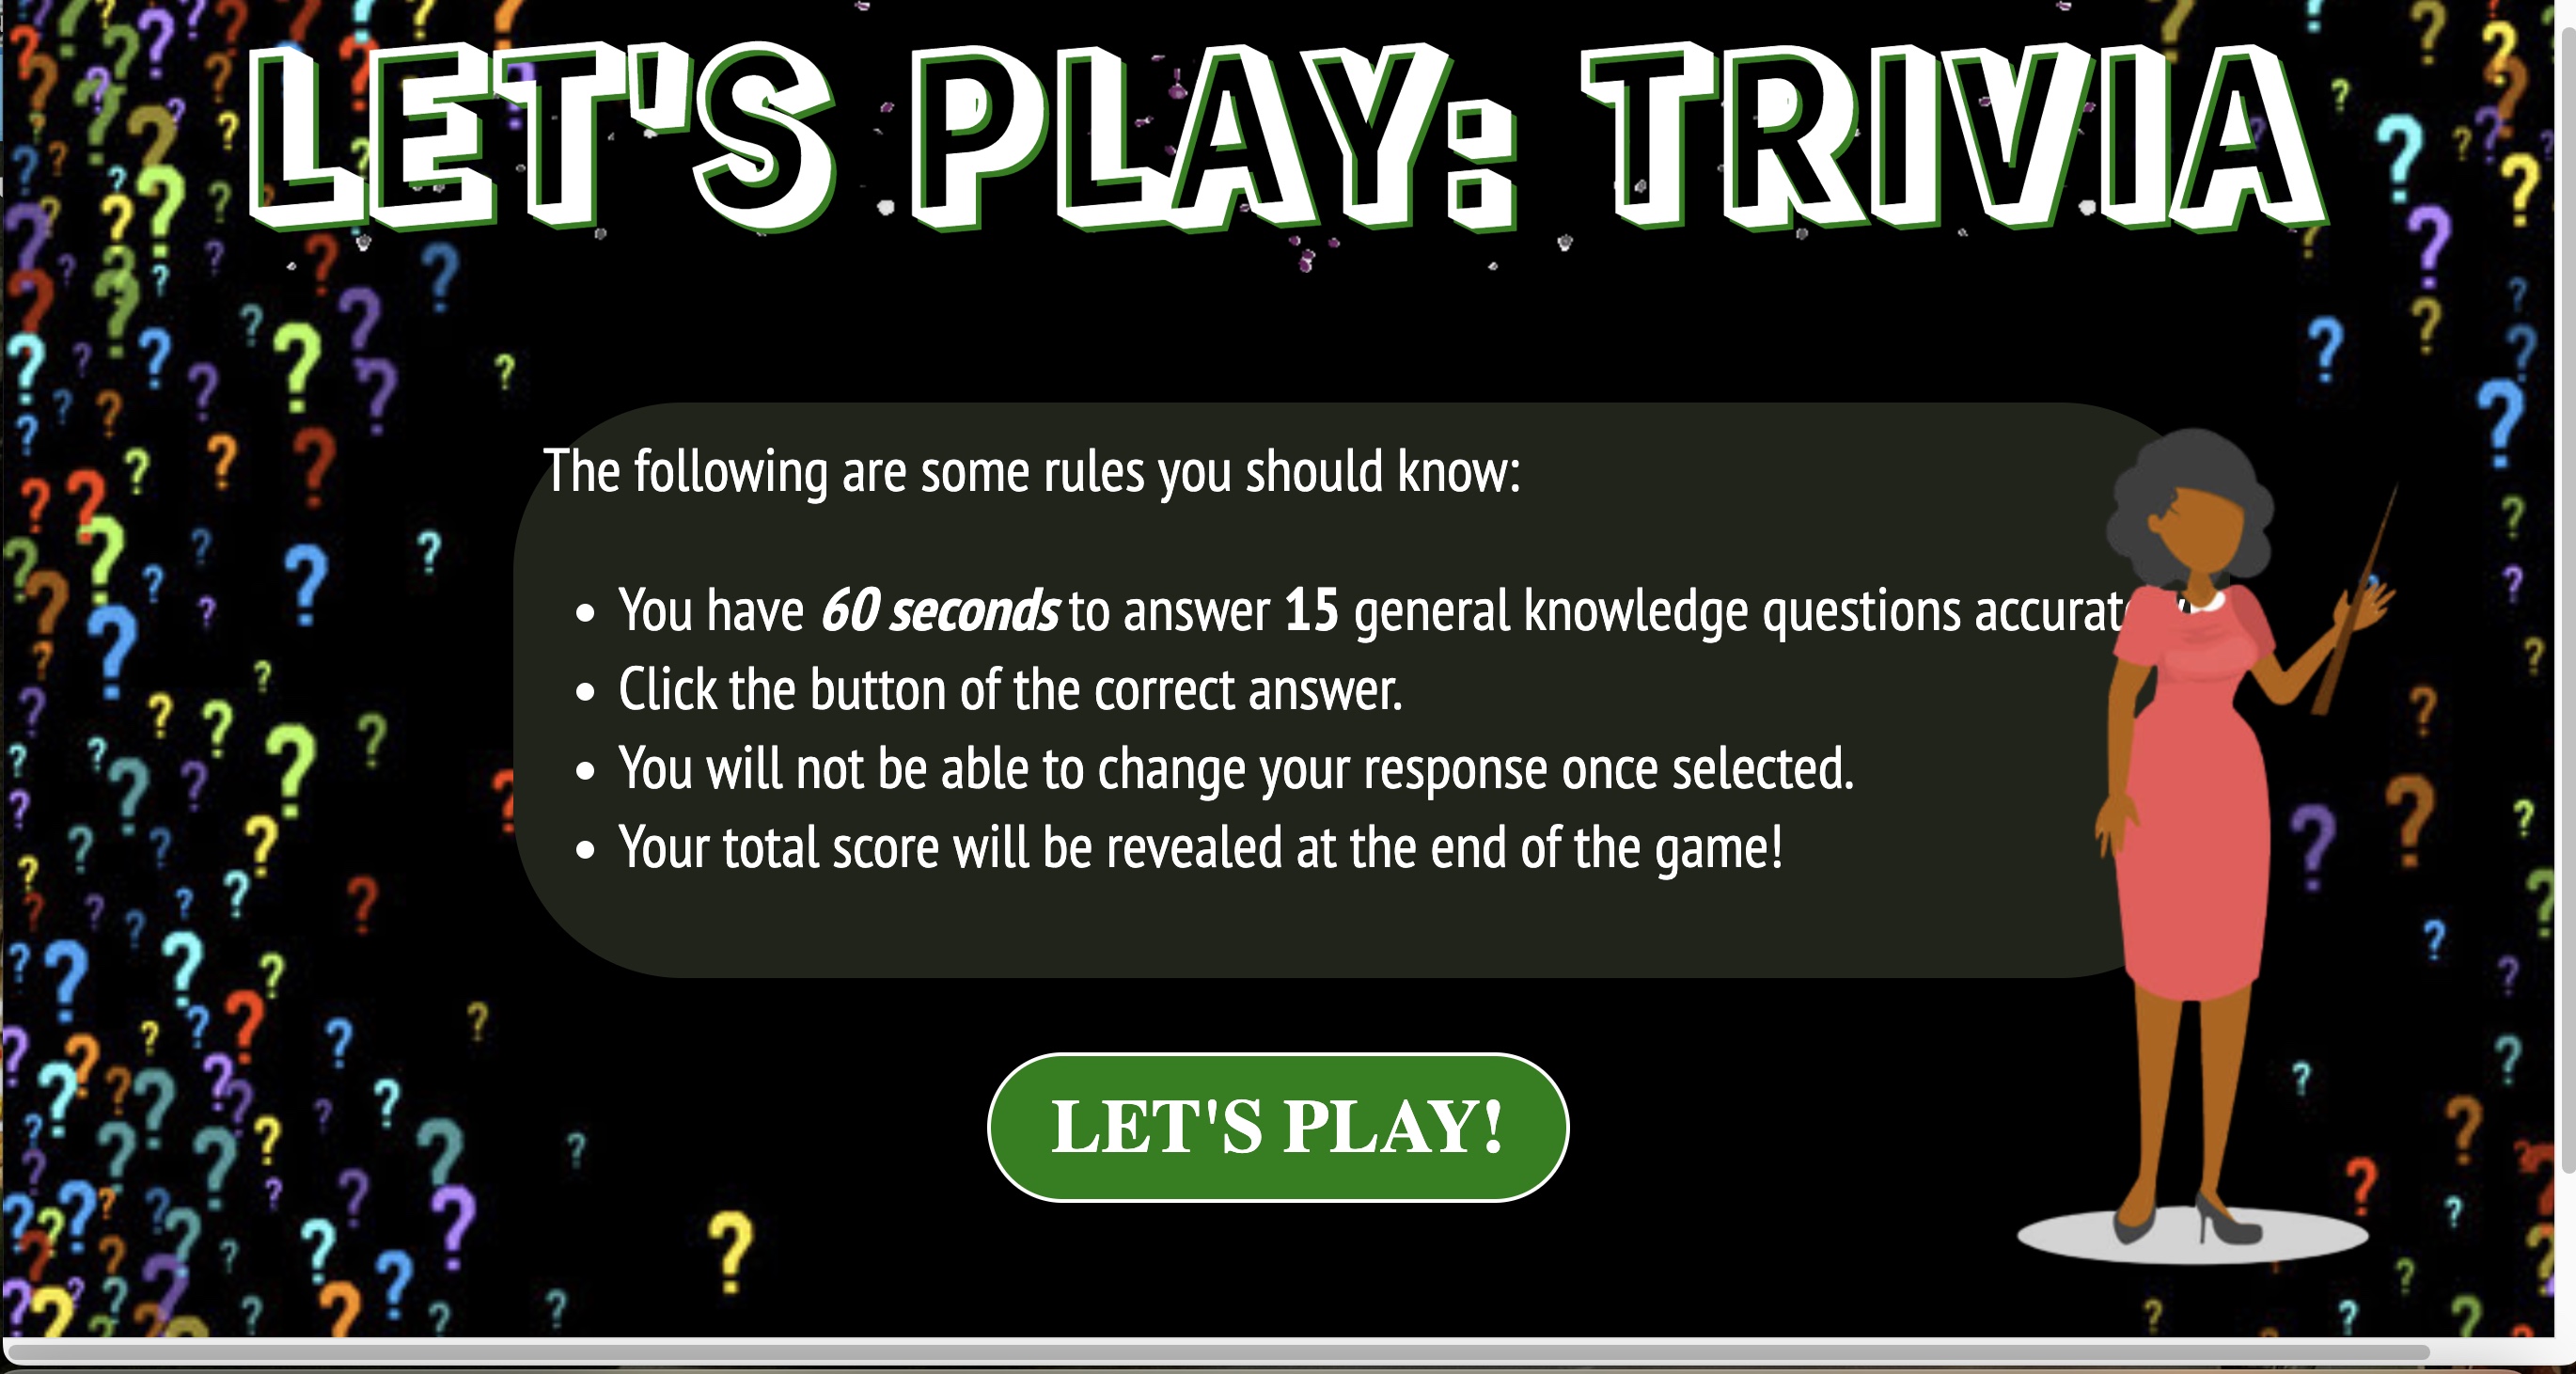 LET'S PLAY: TRIVIA
The following are some rules you should know:
• You have 60 seconds to answer 15 general knowledge questions
• Click the button of the correct answer.
• You will not be able to change your response once selected.
• Your total score will be revealed at the end of the game!
LET'S PLAY!